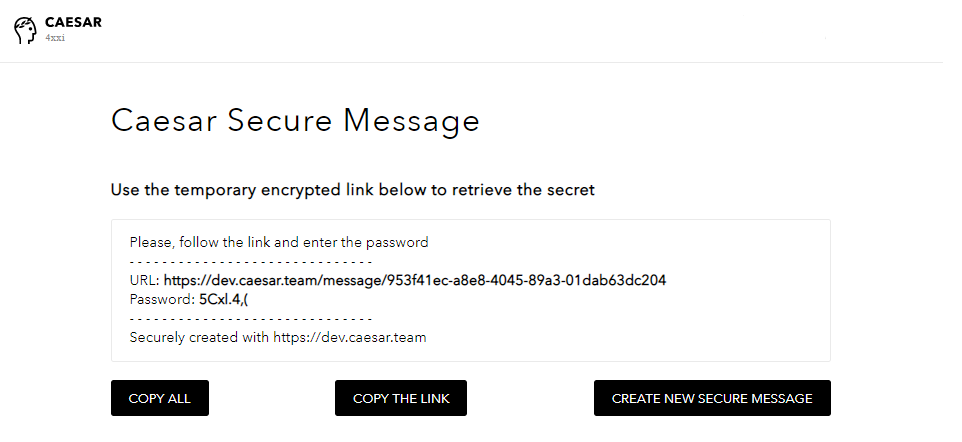 CAESAR
4xxi
Caesar Secure Message
Use the temporary encrypted link below to retrieve the secret
Please, follow the link and enter the password
- - - - - - - - - - - - - - - - - - - - - - - - - - - - - -
URL: https://dev.caesar.team/message/953f41ec-a8e8-4045-89a3-01dab63dc204
Password: 5Cxl.4,(
- - - - - - - - - - - - - - - - - - - - - - - - - - - - - -
Securely created with https://dev.caesar.team
COPY ALL
COPY THE LINK
CREATE NEW SECURE MESSAGE